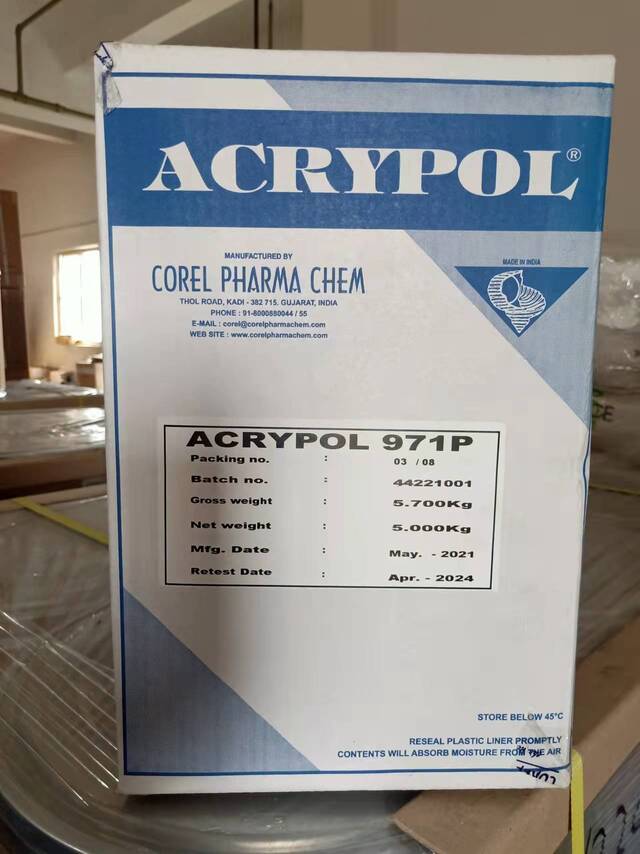 ACRYPOL®
MANUFACTURED BY
COREL PHARMA CHEM
THOL ROAD, KADI - 382 715. GUJARAT, INDIA
PHONE : 91-8000880044 / 55
E-MAIL : corel@corelpharmachem.com
WEB SITE : www.corelpharmachem.com
MADE IN INDIA
ACRYPOL 971P
Packing no. : 03 / 08
Batch no. : 44221001
Gross weight : 5.700Kg
Net weight : 5.000Kg
Mfg. Date : May. - 2021
Retest Date : Apr. - 2024
STORE BELOW 45°C
RESEAL PLASTIC LINER PROMPTLY
CONTENTS WILL ABSORB MOISTURE FROM THE AIR